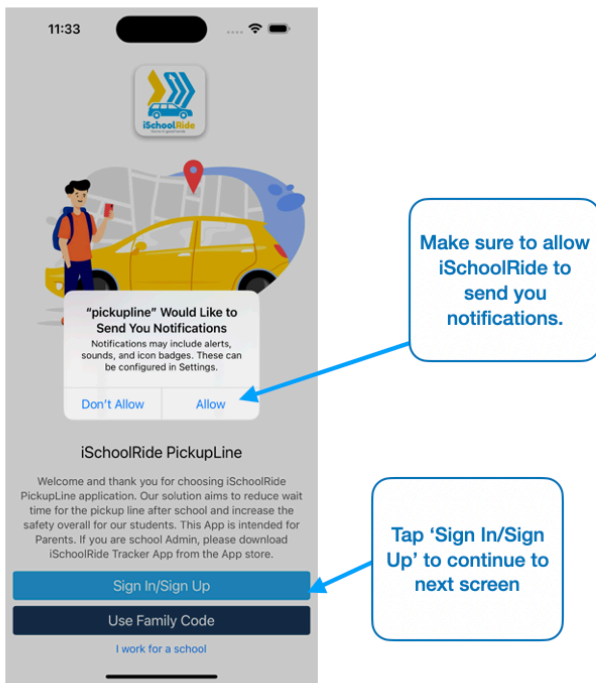 11:33
iSchoolRide
"pickupline" Would Like to
Send You Notifications
Notifications may include alerts,
sounds, and icon badges. These can
be configured in Settings.
Don't Allow
Allow
iSchoolRide PickupLine
Welcome and thank you for choosing iSchoolRide
PickupLine application. Our solution aims to reduce wait
time for the pickup line after school and increase the
safety overall for our students. This App is intended for
Parents. If you are school Admin, please download
iSchoolRide Tracker App from the App store.
Sign In/Sign Up
Use Family Code
I work for a school
Make sure to allow
iSchoolRide to
send you
notifications.
Tap ‘Sign In/Sign
Up’ to continue to
next screen